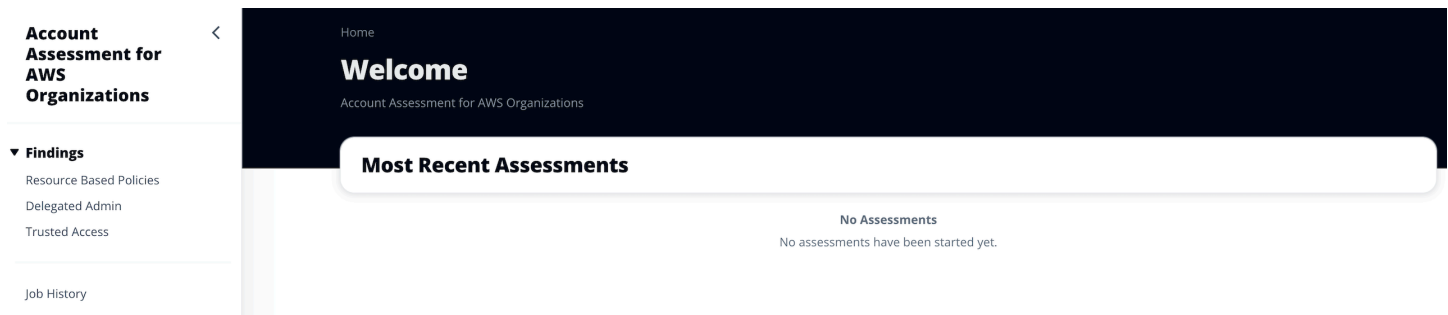 Account
Assessment for
AWS
Organizations
Findings
Resource Based Policies
Delegated Admin
Trusted Access
Job History
Home
Welcome
Account Assessment for AWS Organizations
Most Recent Assessments
No Assessments
No assessments have been started yet.